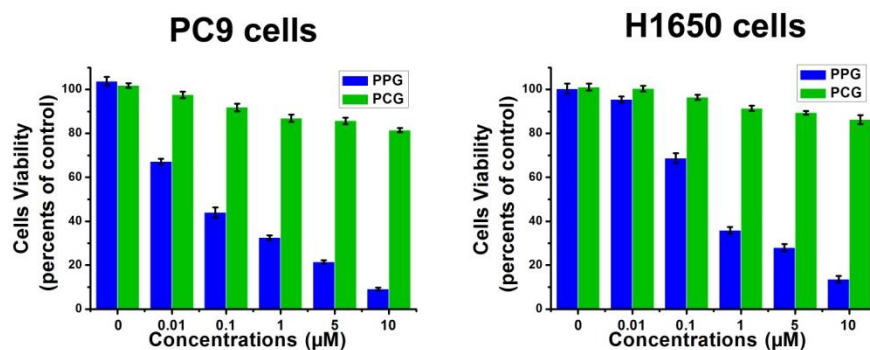 PC9 cells
PPG
PCG
Cells Viability
(percents of control)
100
80
60
40
20
0
0 0.01 0.1 1 5 10
Concentrations (µM)
H1650 cells
PPG
PCG
Cells Viability
(percents of control)
100
80
60
40
20
0
0 0.01 0.1 1 5 10
Concentrations (µM)